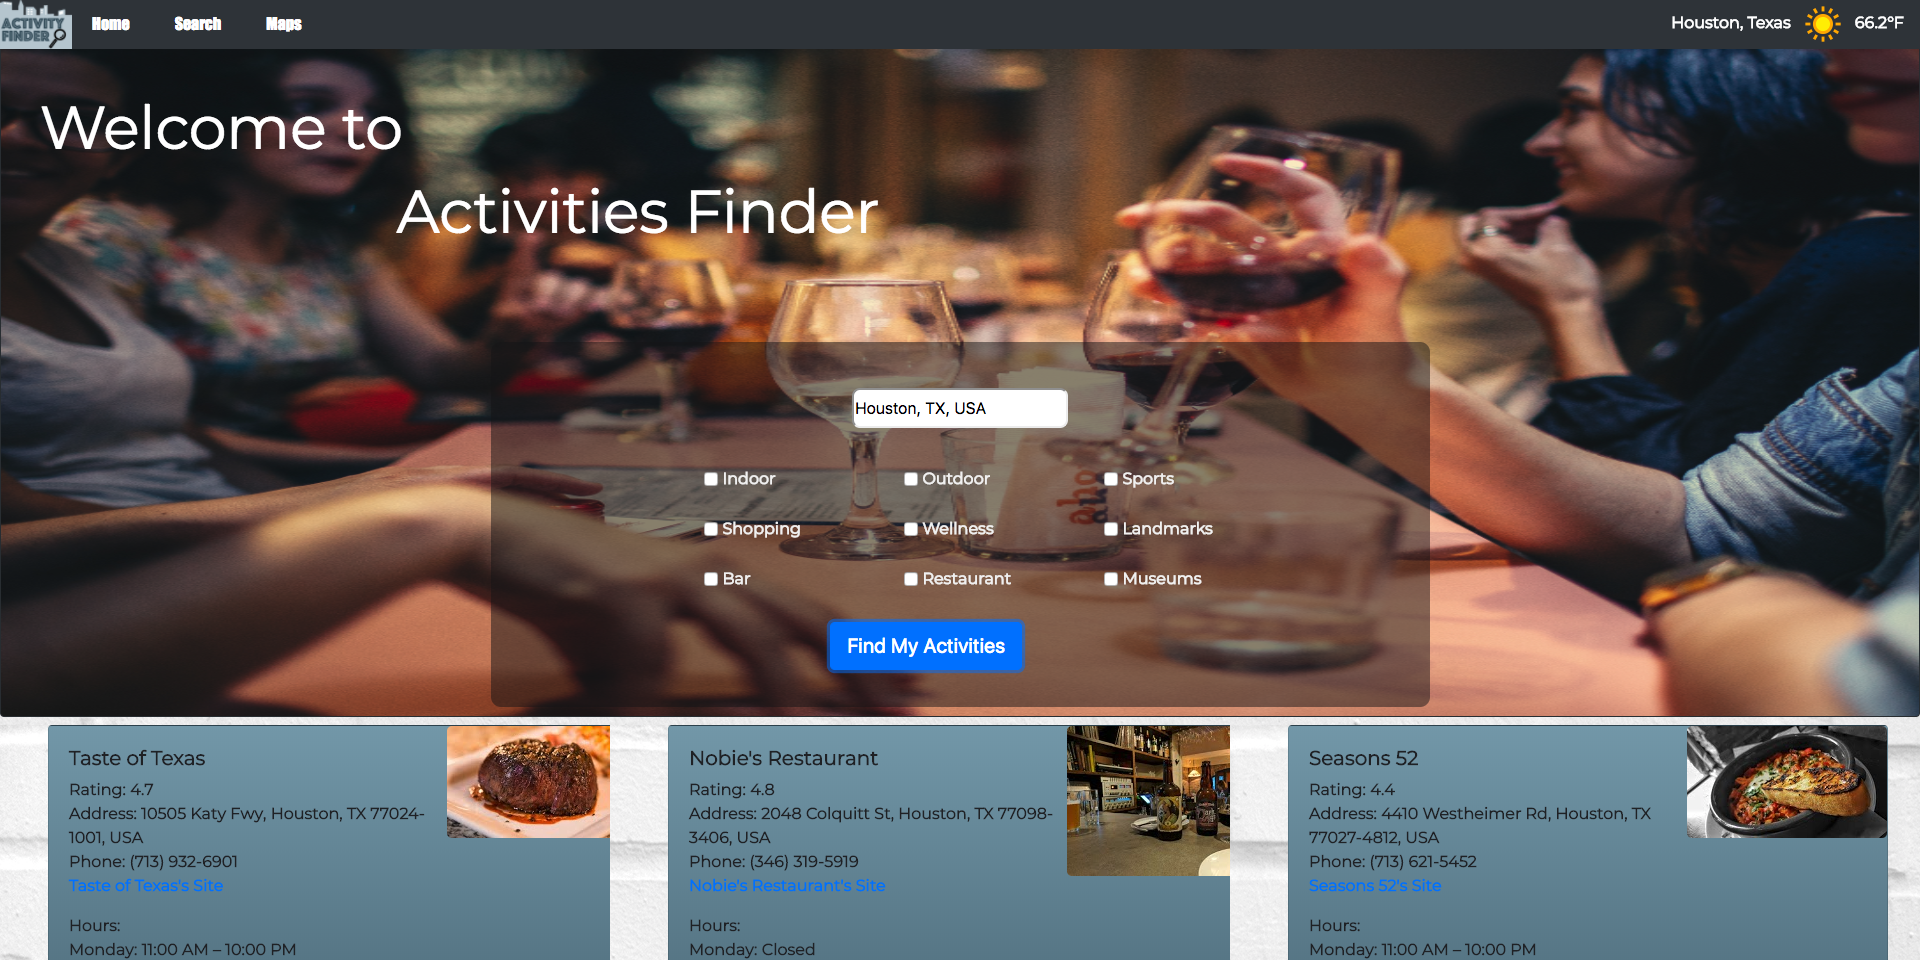 ACTIVITY
FINDER
Home
Search
Maps
Houston, Texas
66.2°F
Welcome to
Activities Finder
Houston, TX, USA
Indoor
Outdoor
Sports
Shopping
Wellness
Landmarks
Bar
Restaurant
Museums
Find My Activities
Taste of Texas
Rating: 4.7
Address: 10505 Katy Fwy, Houston, TX 77024-
1001, USA
Phone: (713) 932-6901
Taste of Texas's Site
Hours:
Monday: 11:00 AM – 10:00 PM
Nobie's Restaurant
Rating: 4.8
Address: 2048 Colquitt St, Houston, TX 77098-
3406, USA
Phone: (346) 319-5919
Nobie's Restaurant's Site
Hours:
Monday: Closed
Seasons 52
Rating: 4.4
Address: 4410 Westheimer Rd, Houston, TX
77027-4812, USA
Phone: (713) 621-5452
Seasons 52's Site
Hours:
Monday: 11:00 AM – 10:00 PM